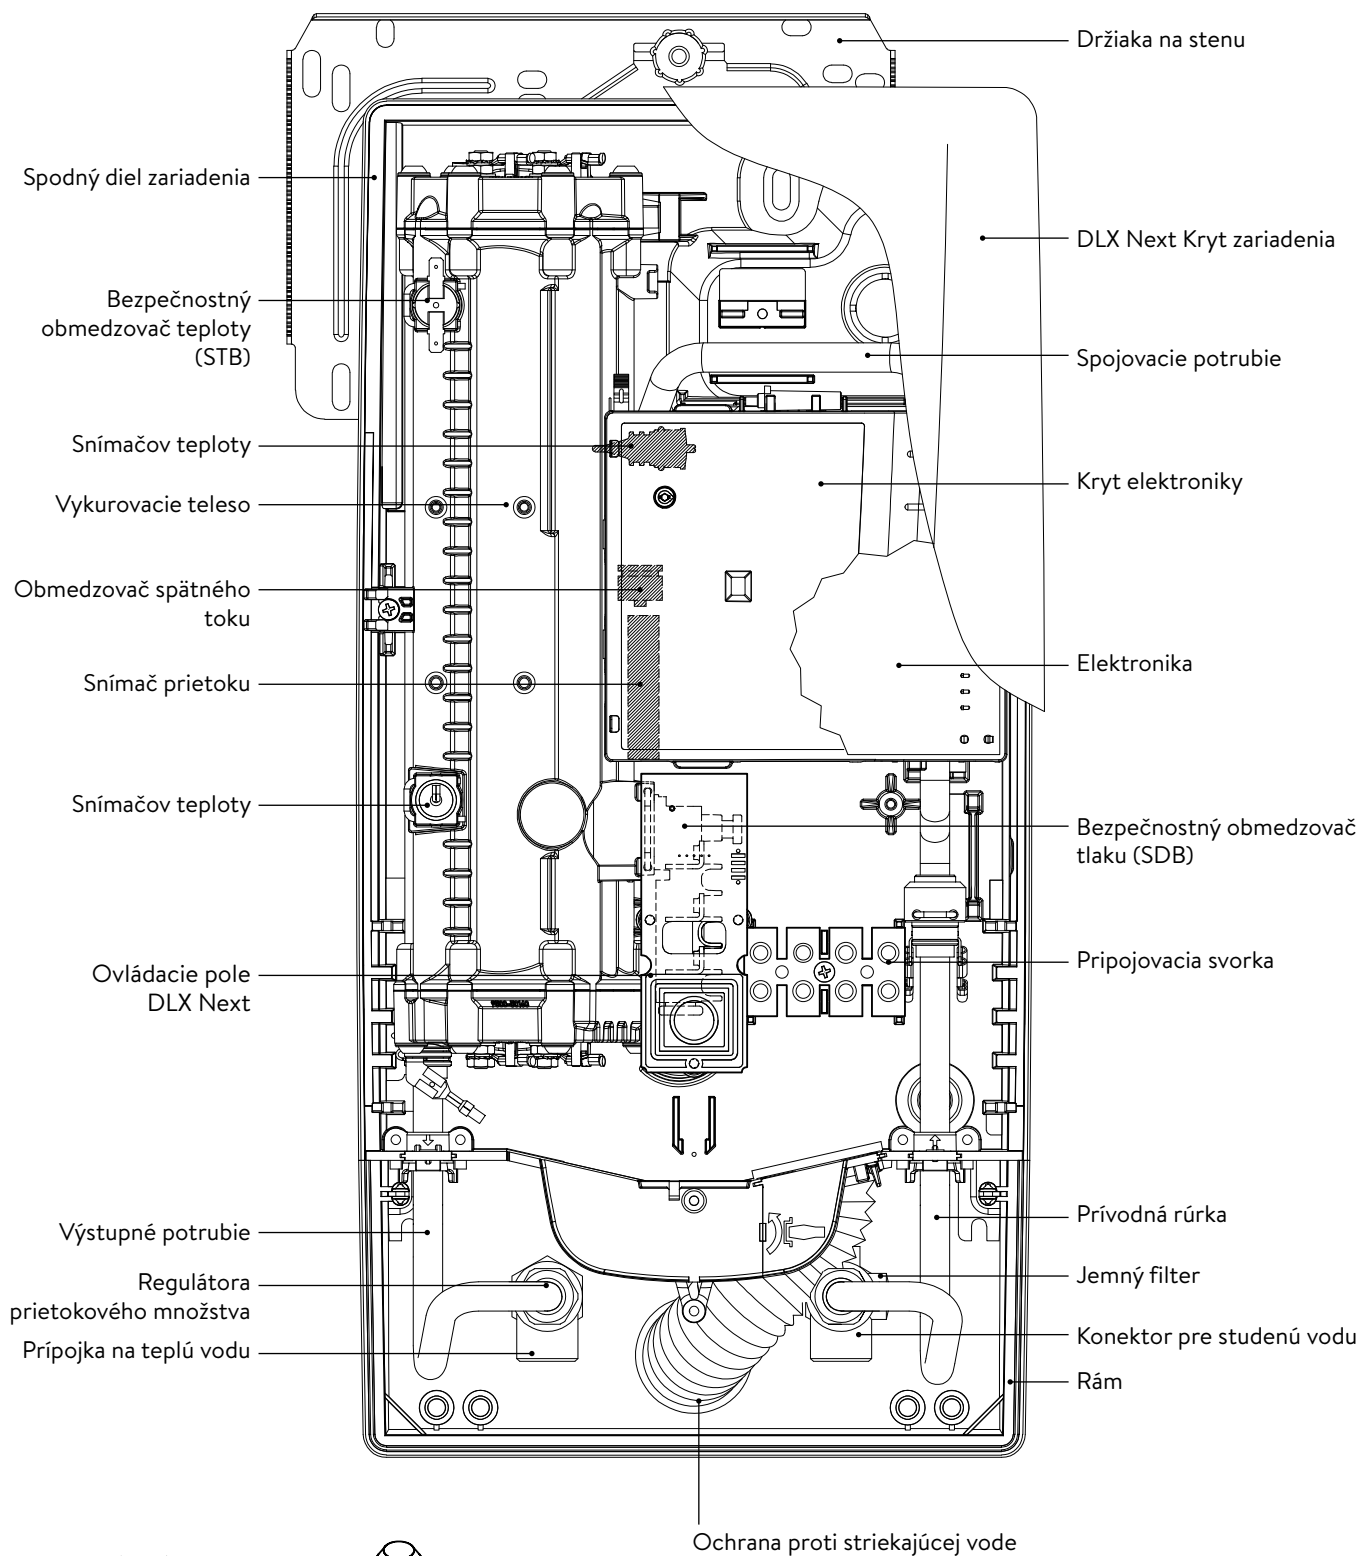 Držiaka na stenu
Spodný diel zariadenia
DLX Next Kryt zariadenia
Bezpečnostný
obmedzovač teploty
(STB)
Spojovacie potrubie
Snímačov teploty
Kryt elektroniky
Vykurovacie teleso
Obmedzovač spätného
toku
Elektronika
Snímač prietoku
Snímačov teploty
Bezpečnostný obmedzovač
tlaku (SDB)
Ovládacie pole
DLX Next
Pripojovacia svorka
Výstupné potrubie
Prívodná rúrka
Regulátora
prietokového množstva
Jemný filter
Prípojka na teplú vodu
Konektor pre studenú vodu
Rám
Ochrana proti striekajúcej vode